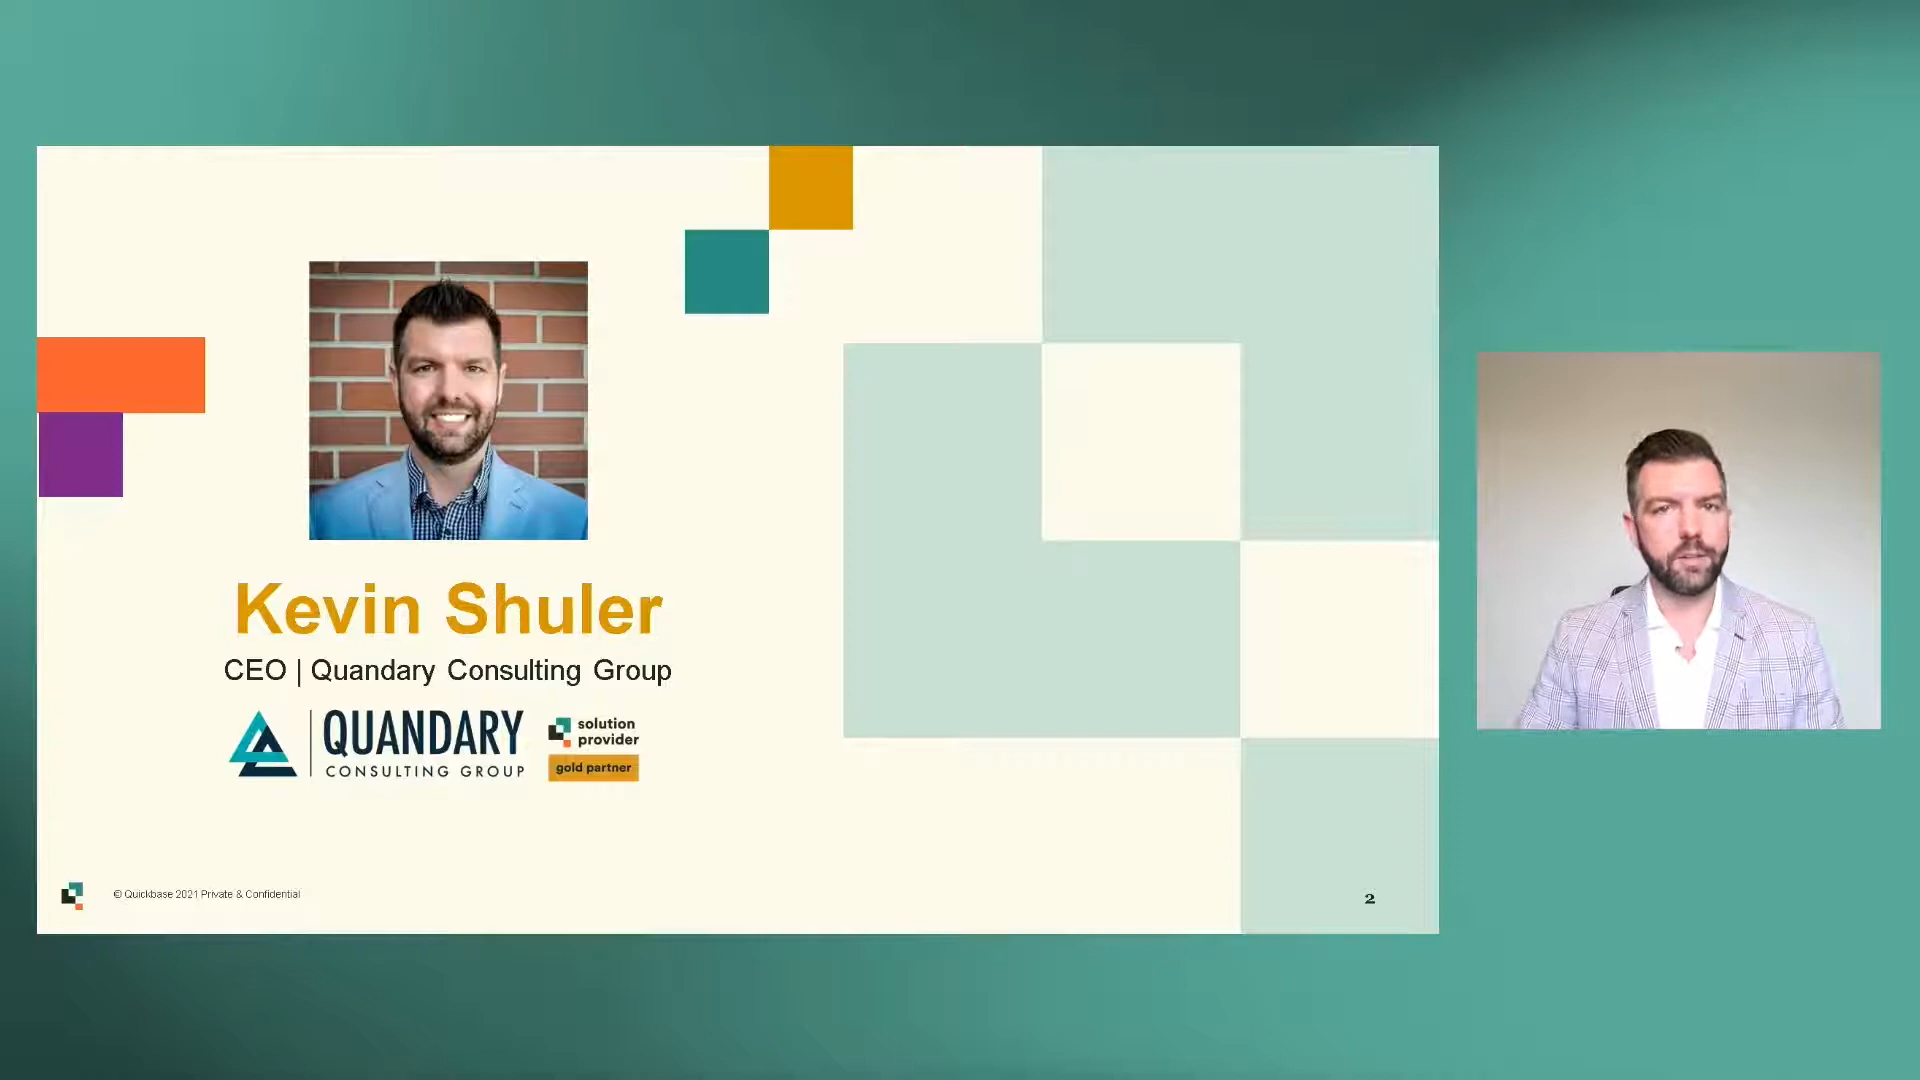 Kevin Shuler
CEO | Quandary Consulting Group
QUANDARY
CONSULTING GROUP
solution
provider
gold partner
© Quickbase 2021 Private & Confidential
2